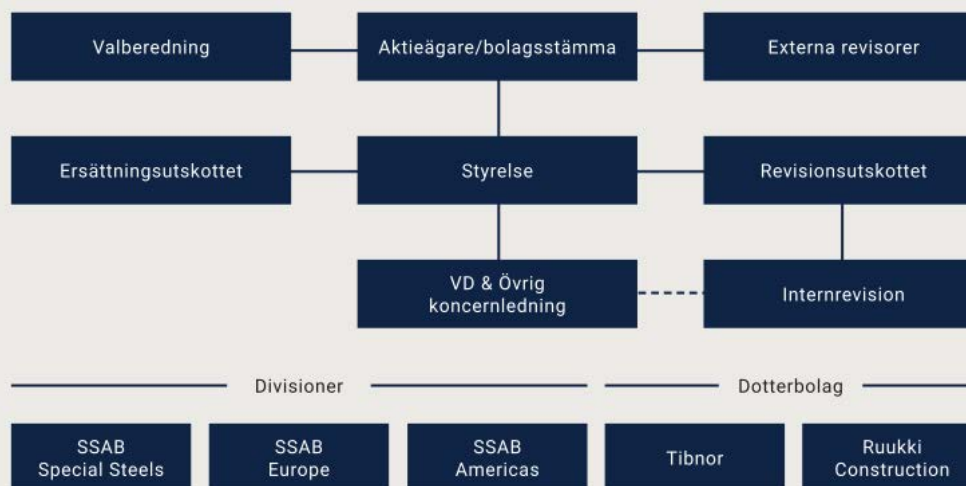 Valberedning
Aktieägare/bolagsstämma
Externa revisorer
Ersättningsutskottet
Styrelse
Revisionsutskottet
VD & Övrig
koncernledning
Internrevision
Divisioner
Dotterbolag
SSAB
Special Steels
SSAB
Europe
SSAB
Americas
Tibnor
Ruukki
Construction